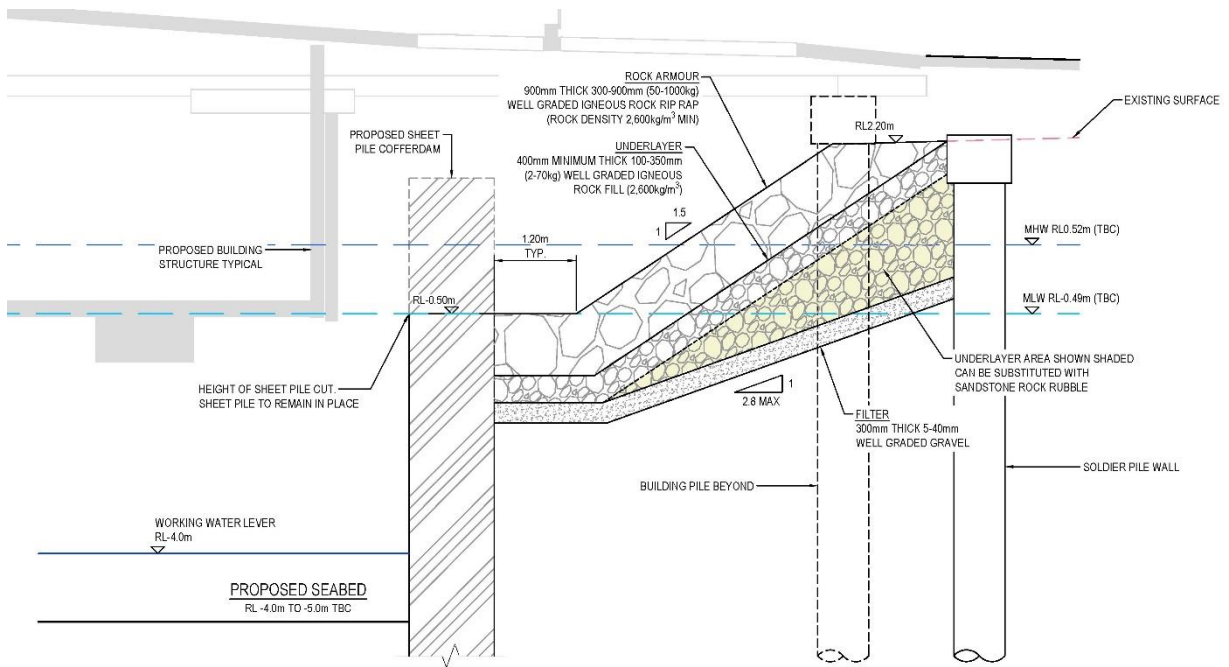 ROCK ARMOUR
900mm THICK 300-900mm (50-1000kg)
WELL GRADED IGNEOUS ROCK RIP RAP
(ROCK DENSITY 2,600kg/m³ MIN)
EXISTING SURFACE
PROPOSED SHEET
PILE COFFERDAM
RL2.20m
UNDERLAYER
400mm MINIMUM THICK 100-350mm
(2-70kg) WELL GRADED IGNEOUS
ROCK FILL (2,600kg/m³)
1.5
1
1.20m
TYP.
MHW RL0.52m (TBC)
PROPOSED BUILDING
STRUCTURE TYPICAL
RL-0.50m
MLW RL-0.49m (TBC)
UNDERLAYER AREA SHOWN SHADED
CAN BE SUBSTITUTED WITH
SANDSTONE ROCK RUBBLE
HEIGHT OF SHEET PILE CUT.
SHEET PILE TO REMAIN IN PLACE
1
2.8 MAX
FILTER
300mm THICK 5-40mm
WELL GRADED GRAVEL
SOLDIER PILE WALL
BUILDING PILE BEYOND
WORKING WATER LEVER
RL-4.0m
PROPOSED SEABED
RL -4.0m TO -5.0m TBC